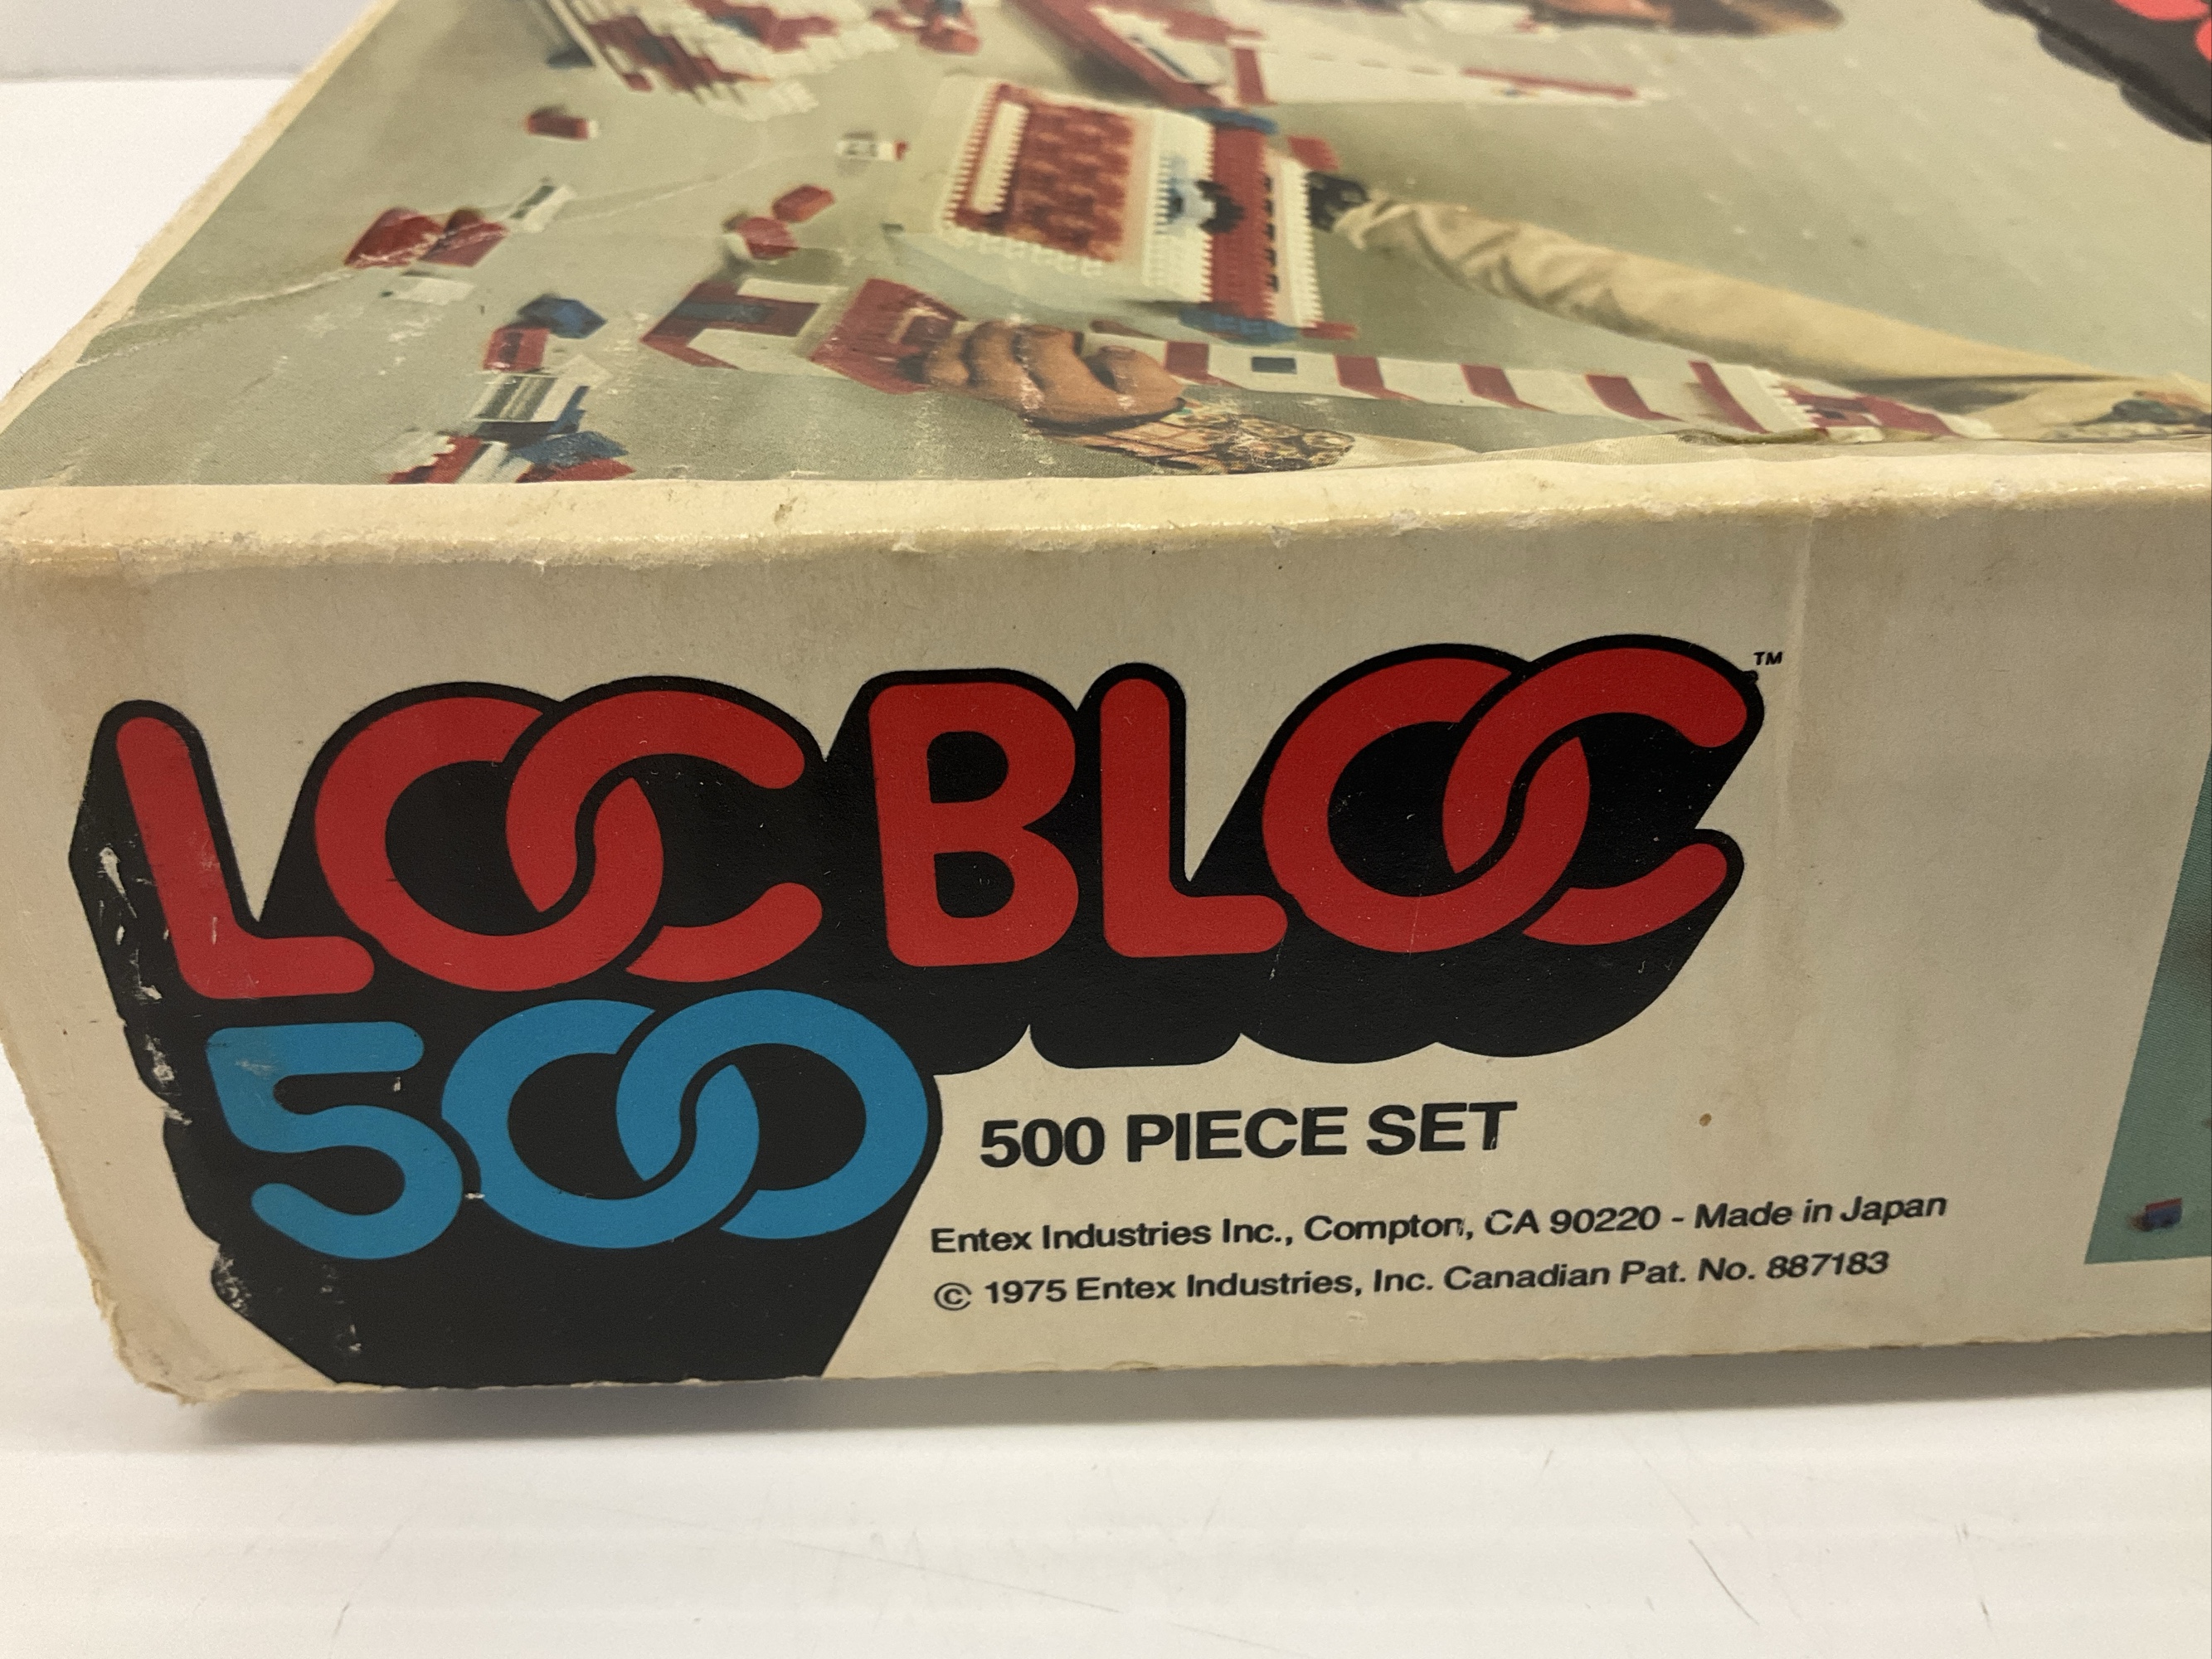 LOC BLOC™
500
500 PIECE SET
Entex Industries Inc., Compton, CA 90220 - Made in Japan
© 1975 Entex Industries, Inc. Canadian Pat. No. 887183